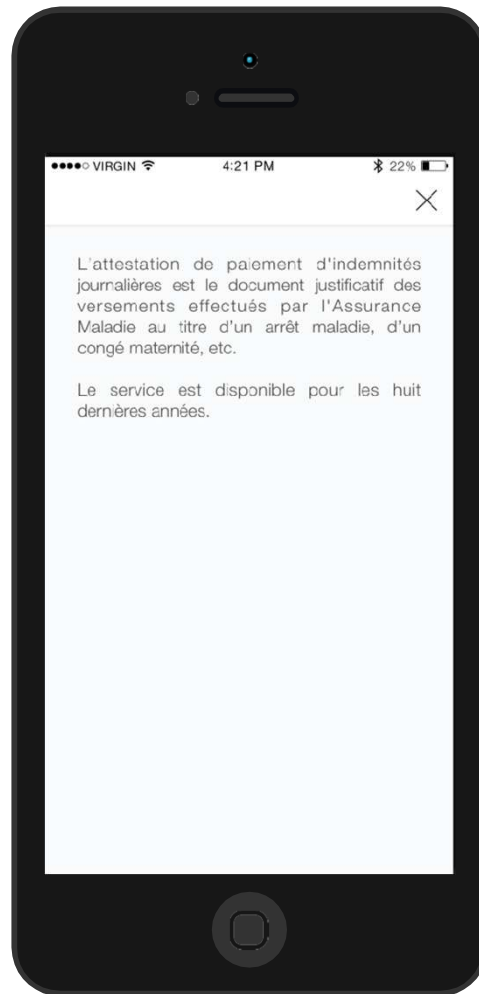 VIRGIN 4:21 PM 22%
L'attestation de paiement d'indemnités
journalières est le document justificatif des
versements effectués par l'Assurance
Maladie au titre d'un arrêt maladie, d'un
congé maternité, etc.
Le service est disponible pour les huit
dernières années.